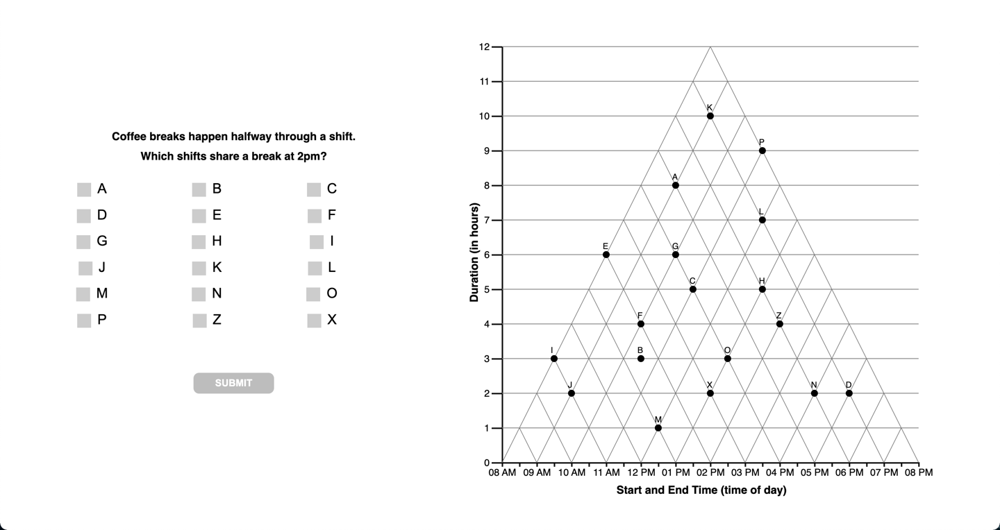 Coffee breaks happen halfway through a shift.
Which shifts share a break at 2pm?
A B C
D E F
G H I
J K L
M N O
P Z X
SUBMIT
Duration (in hours)
12
11
10
9
8
7
6
5
4
3
2
1
0
K
P
A
L
E G
C H
F Z
I B O
J X N D
M
08 AM 09 AM 10 AM 11 AM 12 PM 01 PM 02 PM 03 PM 04 PM 05 PM 06 PM 07 PM 08 PM
Start and End Time (time of day)